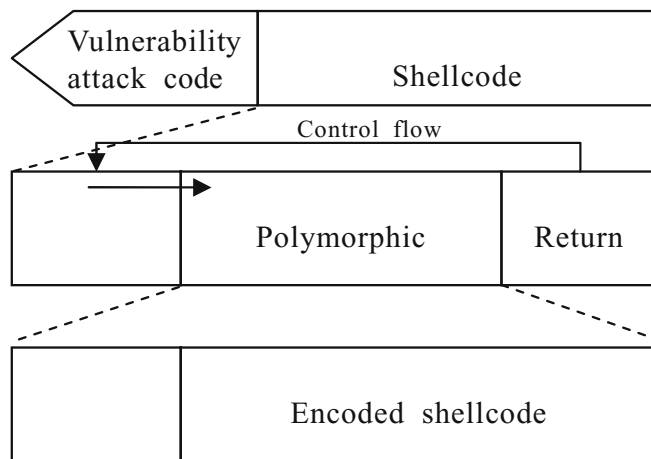 Vulnerability
attack code
Shellcode
Control flow
Polymorphic
Return
Encoded shellcode